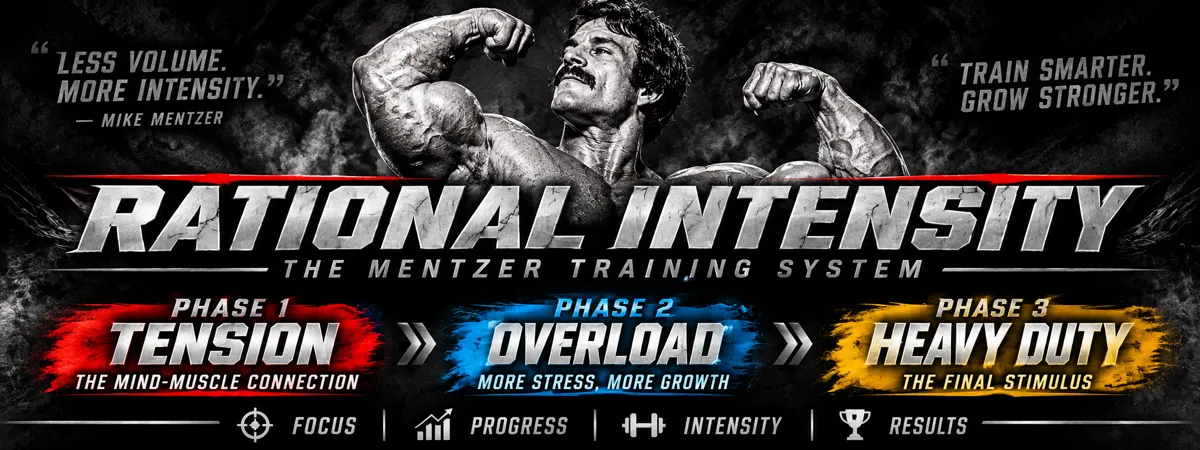 “LESS VOLUME.
MORE INTENSITY.”
— MIKE MENTZER
“TRAIN SMARTER.
GROW STRONGER.”
RATIONAL INTENSITY
THE MENTZER TRAINING SYSTEM
PHASE 1
TENSION
THE MIND-MUSCLE CONNECTION
PHASE 2
OVERLOAD
MORE STRESS, MORE GROWTH
PHASE 3
HEAVY DUTY
THE FINAL STIMULUS
FOCUS
PROGRESS
INTENSITY
RESULTS